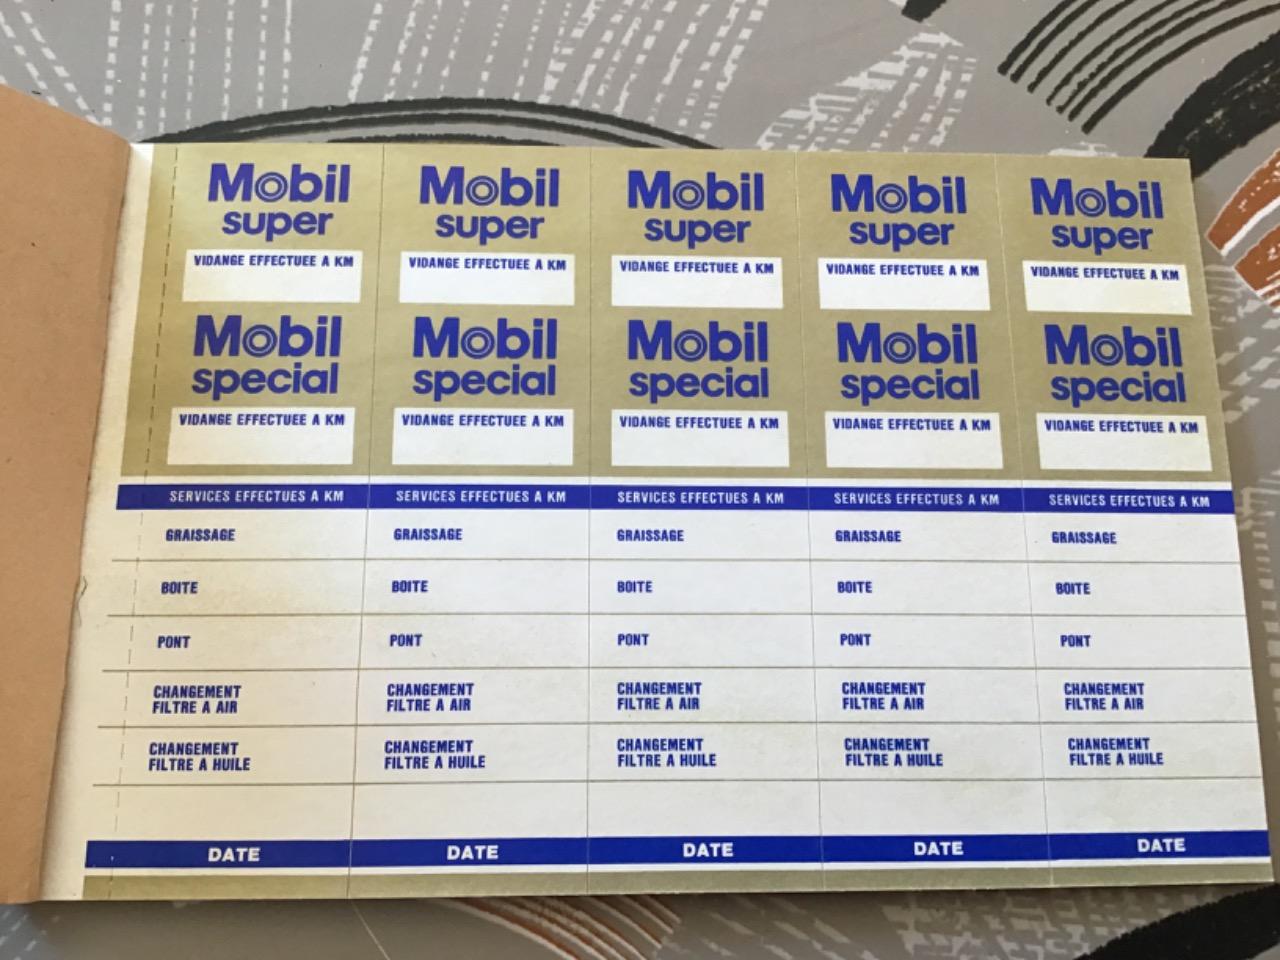 Mobil Mobil Mobil Mobil Mobil
super super super super super
VIDANGE EFFECTUEE A KM VIDANGE EFFECTUEE A KM VIDANGE EFFECTUEE A KM VIDANGE EFFECTUEE A KM VIDANGE EFFECTUEE A KM
Mobil Mobil Mobil Mobil Mobil
special special special special special
VIDANGE EFFECTUEE A KM VIDANGE EFFECTUEE A KM VIDANGE EFFECTUEE A KM VIDANGE EFFECTUEE A KM VIDANGE EFFECTUEE A KM
SERVICES EFFECTUES A KM SERVICES EFFECTUES A KM SERVICES EFFECTUES A KM SERVICES EFFECTUES A KM SERVICES EFFECTUES A KM
GRAISSAGE GRAISSAGE GRAISSAGE GRAISSAGE GRAISSAGE
BOITE BOITE BOITE BOITE BOITE
PONT PONT PONT PONT PONT
CHANGEMENT CHANGEMENT CHANGEMENT CHANGEMENT CHANGEMENT
FILTRE A AIR FILTRE A AIR FILTRE A AIR FILTRE A AIR FILTRE A AIR
CHANGEMENT CHANGEMENT CHANGEMENT CHANGEMENT CHANGEMENT
FILTRE A HUILE FILTRE A HUILE FILTRE A HUILE FILTRE A HUILE FILTRE A HUILE
DATE DATE DATE DATE DATE